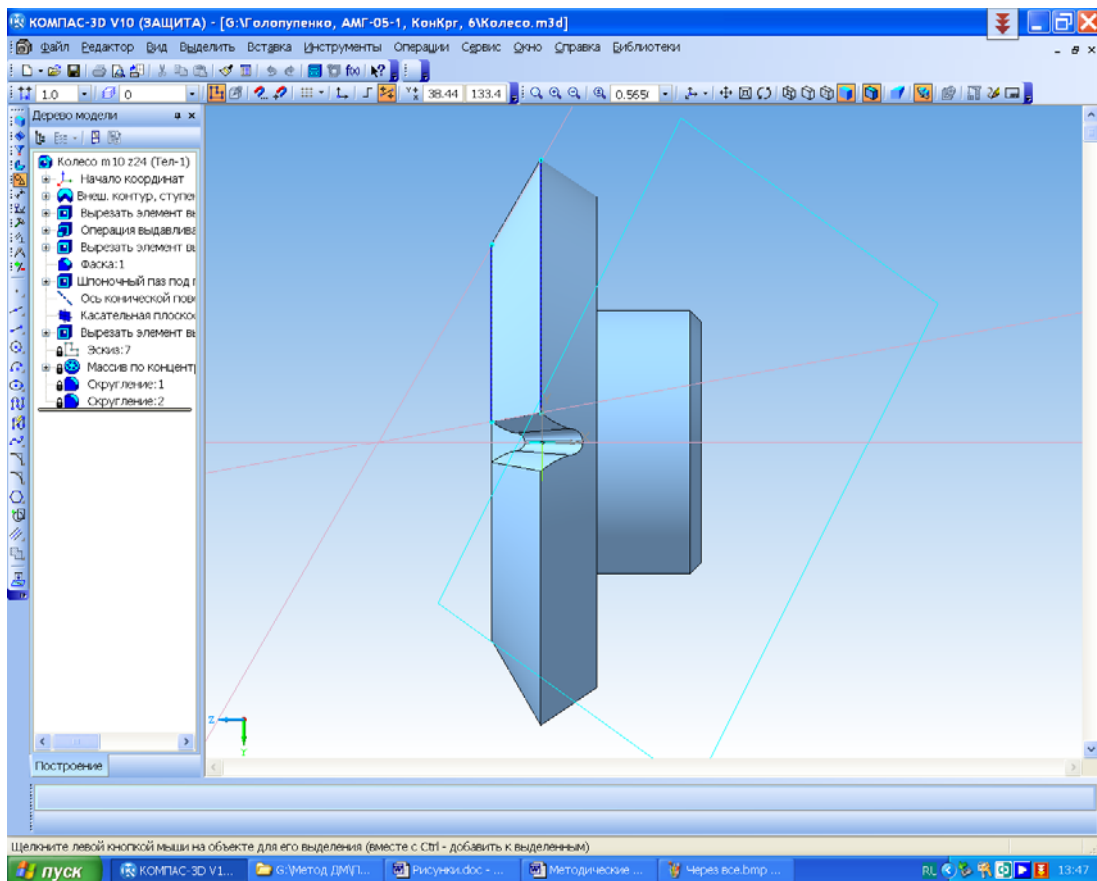 КОМПАС-3D V10 (ЗАЩИТА) - [G:\Голопупенко, АМГ-05-1, КонКрг, 6\Колесо.m3d]
Файл Редактор Вид Выделить Вставка Инструменты Операции Сервис Окно Справка Библиотеки
1.0 0 38.44 133.4 0.565
Дерево модели
Колесо m10 z24 (Тел-1)
Начало координат
Внеш. контур, ступе
Вырезать элемент в
Операция выдавлива
Вырезать элемент вы
Фаска:1
Шпоночный паз под
Ось конической пов
Касательная плоско
Вырезать элемент вы
Эскиз:7
Массив по концент
Скругление:1
Скругление:2
Z
Y
Построение
Щелкните левой кнопкой мыши на объекте для его выделения (вместе с Ctrl - добавить к выделенным)
пуск КОМПАС-3D V1... G:\Метод ДМ\П... Рисунки.doc - ... Методические ... Через все.bmp ... RL 13:47